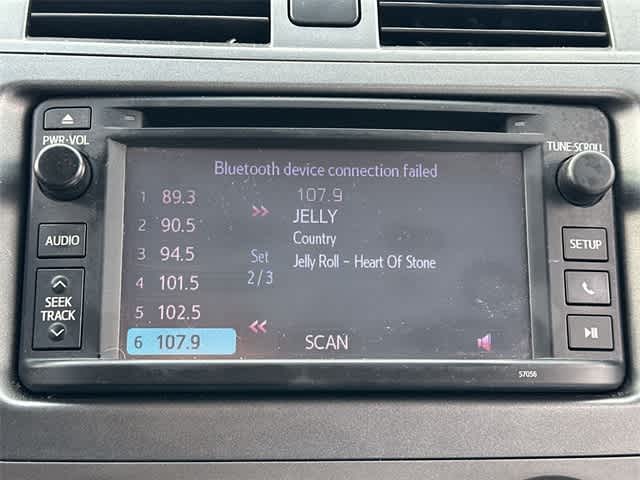 PWR·VOL
AUDIO
SEEK
TRACK
Bluetooth device connection failed
1 89.3
2 90.5
3 94.5
4 101.5
5 102.5
6 107.9
Set
2/3
107.9
JELLY
Country
Jelly Roll - Heart Of Stone
SCAN
TUNE·SCROLL
SETUP
57056